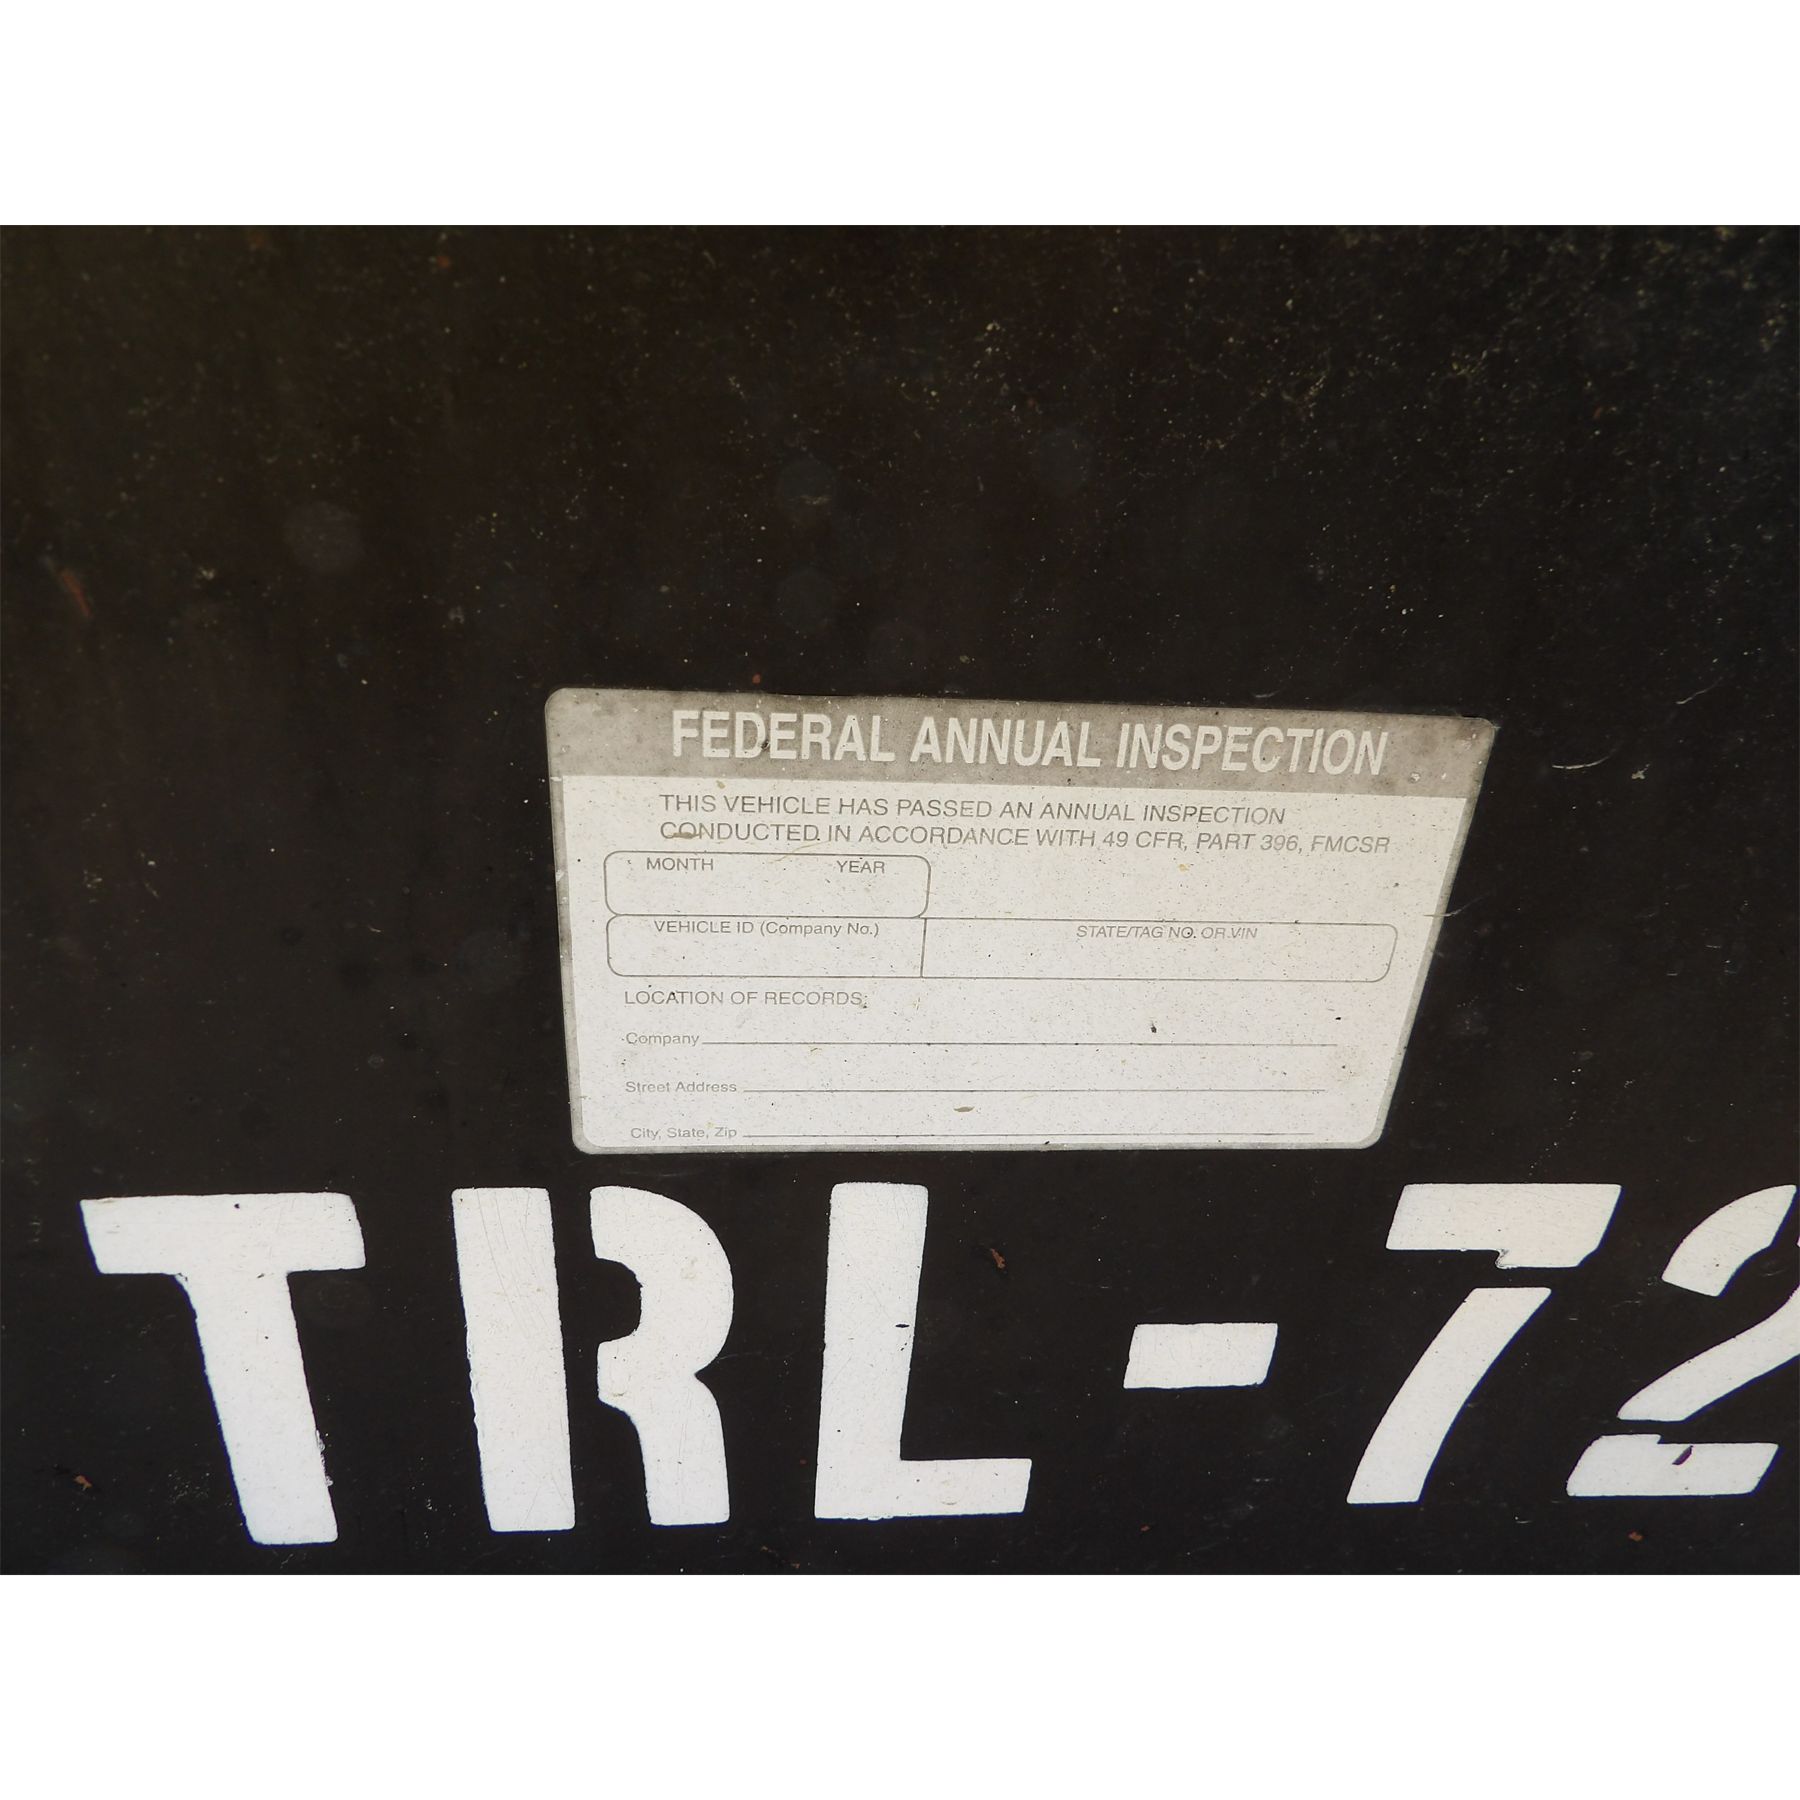 FEDERAL ANNUAL INSPECTION
THIS VEHICLE HAS PASSED AN ANNUAL INSPECTION
CONDUCTED IN ACCORDANCE WITH 49 CFR, PART 396, FMCSR
MONTH YEAR
VEHICLE ID (Company No.) STATE/TAG NO. OR VIN
LOCATION OF RECORDS:
Company
Street Address
City, State, Zip
TRL-72